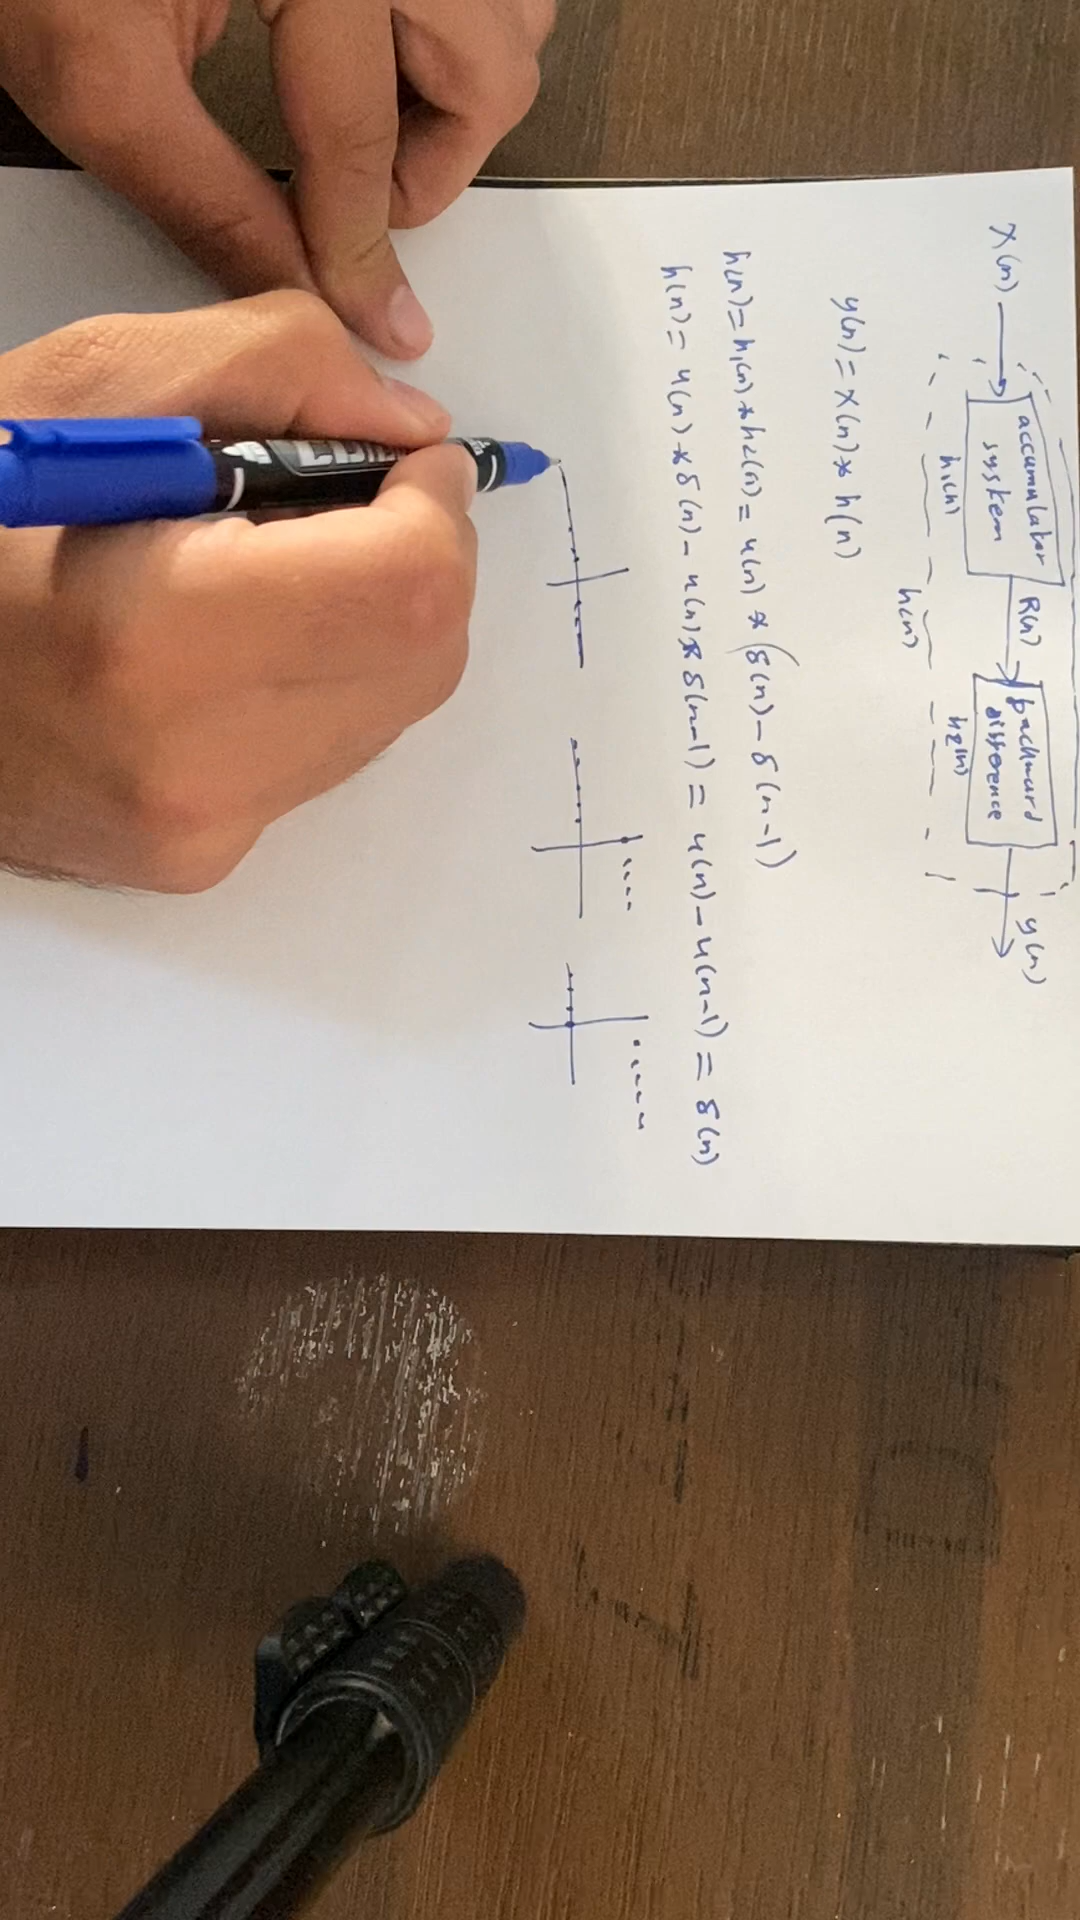 x(n)
accumulator system
R(n)
backward difference
y(n)
h1(n)
h2(n)
h(n)
y(n) = x(n) * h(n)
h(n) = h1(n) * h2(n) = u(n) * (δ(n) - δ(n-1)
h(n) = u(n) * δ(n) - u(n) * δ(n-1) = u(n) - u(n-1) = δ(n)